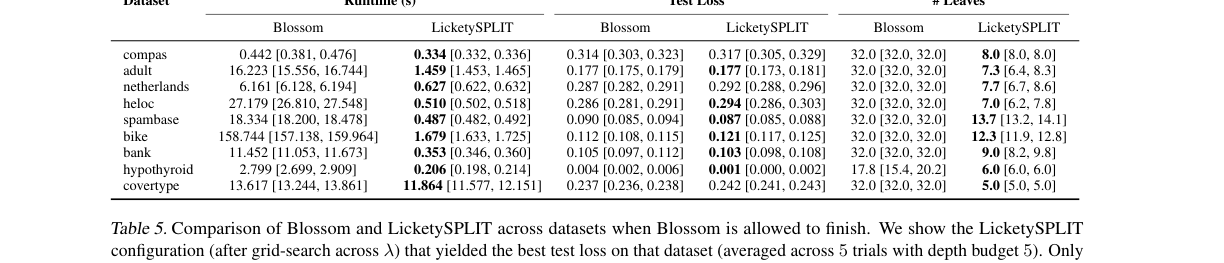 Dataset Runtime (s) Test Loss # Leaves
Blossom LicketySPLIT Blossom LicketySPLIT Blossom LicketySPLIT
compas 0.442 [0.381, 0.476] 0.334 [0.332, 0.336] 0.314 [0.303, 0.323] 0.317 [0.305, 0.329] 32.0 [32.0, 32.0] 8.0 [8.0, 8.0]
adult 16.223 [15.556, 16.744] 1.459 [1.453, 1.465] 0.177 [0.175, 0.179] 0.177 [0.173, 0.181] 32.0 [32.0, 32.0] 7.3 [6.4, 8.3]
netherlands 6.161 [6.128, 6.194] 0.627 [0.622, 0.632] 0.287 [0.282, 0.291] 0.292 [0.288, 0.296] 32.0 [32.0, 32.0] 7.7 [6.7, 8.6]
heloc 27.179 [26.810, 27.548] 0.510 [0.502, 0.518] 0.286 [0.281, 0.291] 0.294 [0.286, 0.303] 32.0 [32.0, 32.0] 7.0 [6.2, 7.8]
spambase 18.334 [18.200, 18.478] 0.487 [0.482, 0.492] 0.090 [0.085, 0.094] 0.087 [0.085, 0.088] 32.0 [32.0, 32.0] 13.7 [13.2, 14.1]
bike 158.744 [157.138, 159.964] 1.679 [1.633, 1.725] 0.112 [0.108, 0.115] 0.121 [0.117, 0.125] 32.0 [32.0, 32.0] 12.3 [11.9, 12.8]
bank 11.452 [11.053, 11.673] 0.353 [0.346, 0.360] 0.105 [0.097, 0.112] 0.103 [0.098, 0.108] 32.0 [32.0, 32.0] 9.0 [8.2, 9.8]
hypothyroid 2.799 [2.699, 2.909] 0.206 [0.198, 0.214] 0.004 [0.002, 0.006] 0.001 [0.000, 0.002] 17.8 [15.4, 20.2] 6.0 [6.0, 6.0]
covertype 13.617 [13.244, 13.861] 11.864 [11.577, 12.151] 0.237 [0.236, 0.238] 0.242 [0.241, 0.243] 32.0 [32.0, 32.0] 5.0 [5.0, 5.0]
Table 5. Comparison of Blossom and LicketySPLIT across datasets when Blossom is allowed to finish. We show the LicketySPLIT
configuration (after grid-search across λ) that yielded the best test loss on that dataset (averaged across 5 trials with depth budget 5). Only